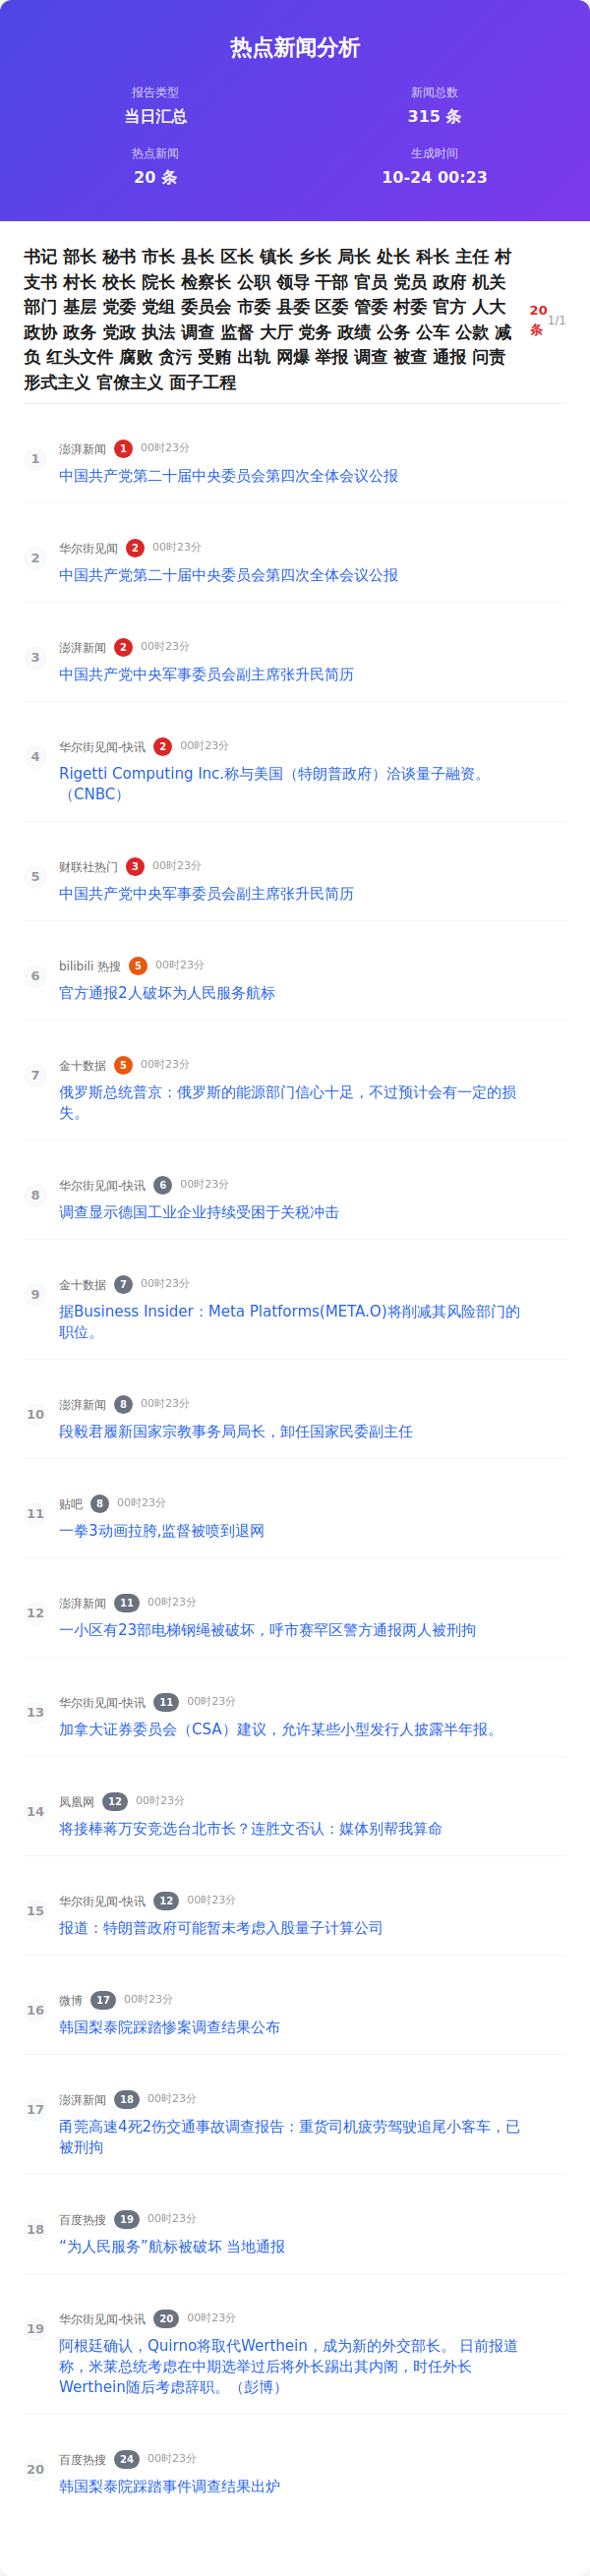 热点新闻分析
报告类型
当日汇总
新闻总数
315 条
热点新闻
20 条
生成时间
10-24 00:23
书记 部长 秘书 市长 县长 区长 镇长 乡长 局长 处长 科长 主任 村
支书 村长 校长 院长 检察长 公职 领导 干部 官员 党员 政府 机关
部门 基层 党委 党组 委员会 市委 县委 区委 管委 村委 官方 人大
政协 政务 党政 执法 调查 监督 大厅 党务 政绩 公务 公车 公款 减
负 红头文件 腐败 贪污 受贿 出轨 网爆 举报 调查 被查 通报 问责
形式主义 官僚主义 面子工程
20
条
1/1
1
澎湃新闻 1 00时23分
中国共产党第二十届中央委员会第四次全体会议公报
2
华尔街见闻 2 00时23分
中国共产党第二十届中央委员会第四次全体会议公报
3
澎湃新闻 2 00时23分
中国共产党中央军事委员会副主席张升民简历
4
华尔街见闻-快讯 2 00时23分
Rigetti Computing Inc.称与美国（特朗普政府）洽谈量子融资。
（CNBC）
5
财联社热门 3 00时23分
中国共产党中央军事委员会副主席张升民简历
6
bilibili 热搜 5 00时23分
官方通报2人破坏为人民服务航标
7
金十数据 5 00时23分
俄罗斯总统普京：俄罗斯的能源部门信心十足，不过预计会有一定的损
失。
8
华尔街见闻-快讯 6 00时23分
调查显示德国工业企业持续受困于关税冲击
9
金十数据 7 00时23分
据Business Insider：Meta Platforms(META.O)将削减其风险部门的
职位。
10
澎湃新闻 8 00时23分
段毅君履新国家宗教事务局局长，卸任国家民委副主任
11
贴吧 8 00时23分
一拳3动画拉胯,监督被喷到退网
12
澎湃新闻 11 00时23分
一小区有23部电梯钢绳被破坏，呼市赛罕区警方通报两人被刑拘
13
华尔街见闻-快讯 11 00时23分
加拿大证券委员会（CSA）建议，允许某些小型发行人披露半年报。
14
凤凰网 12 00时23分
将接棒蒋万安竞选台北市长？连胜文否认：媒体别帮我算命
15
华尔街见闻-快讯 12 00时23分
报道：特朗普政府可能暂未考虑入股量子计算公司
16
微博 17 00时23分
韩国梨泰院踩踏惨案调查结果公布
17
澎湃新闻 18 00时23分
甬莞高速4死2伤交通事故调查报告：重货司机疲劳驾驶追尾小客车，已
被刑拘
18
百度热搜 19 00时23分
“为人民服务”航标被破坏 当地通报
19
华尔街见闻-快讯 20 00时23分
阿根廷确认，Quirno将取代Werthein，成为新的外交部长。 日前报道
称，米莱总统考虑在中期选举过后将外长踢出其内阁，时任外长
Werthein随后考虑辞职。（彭博）
20
百度热搜 24 00时23分
韩国梨泰院踩踏事件调查结果出炉